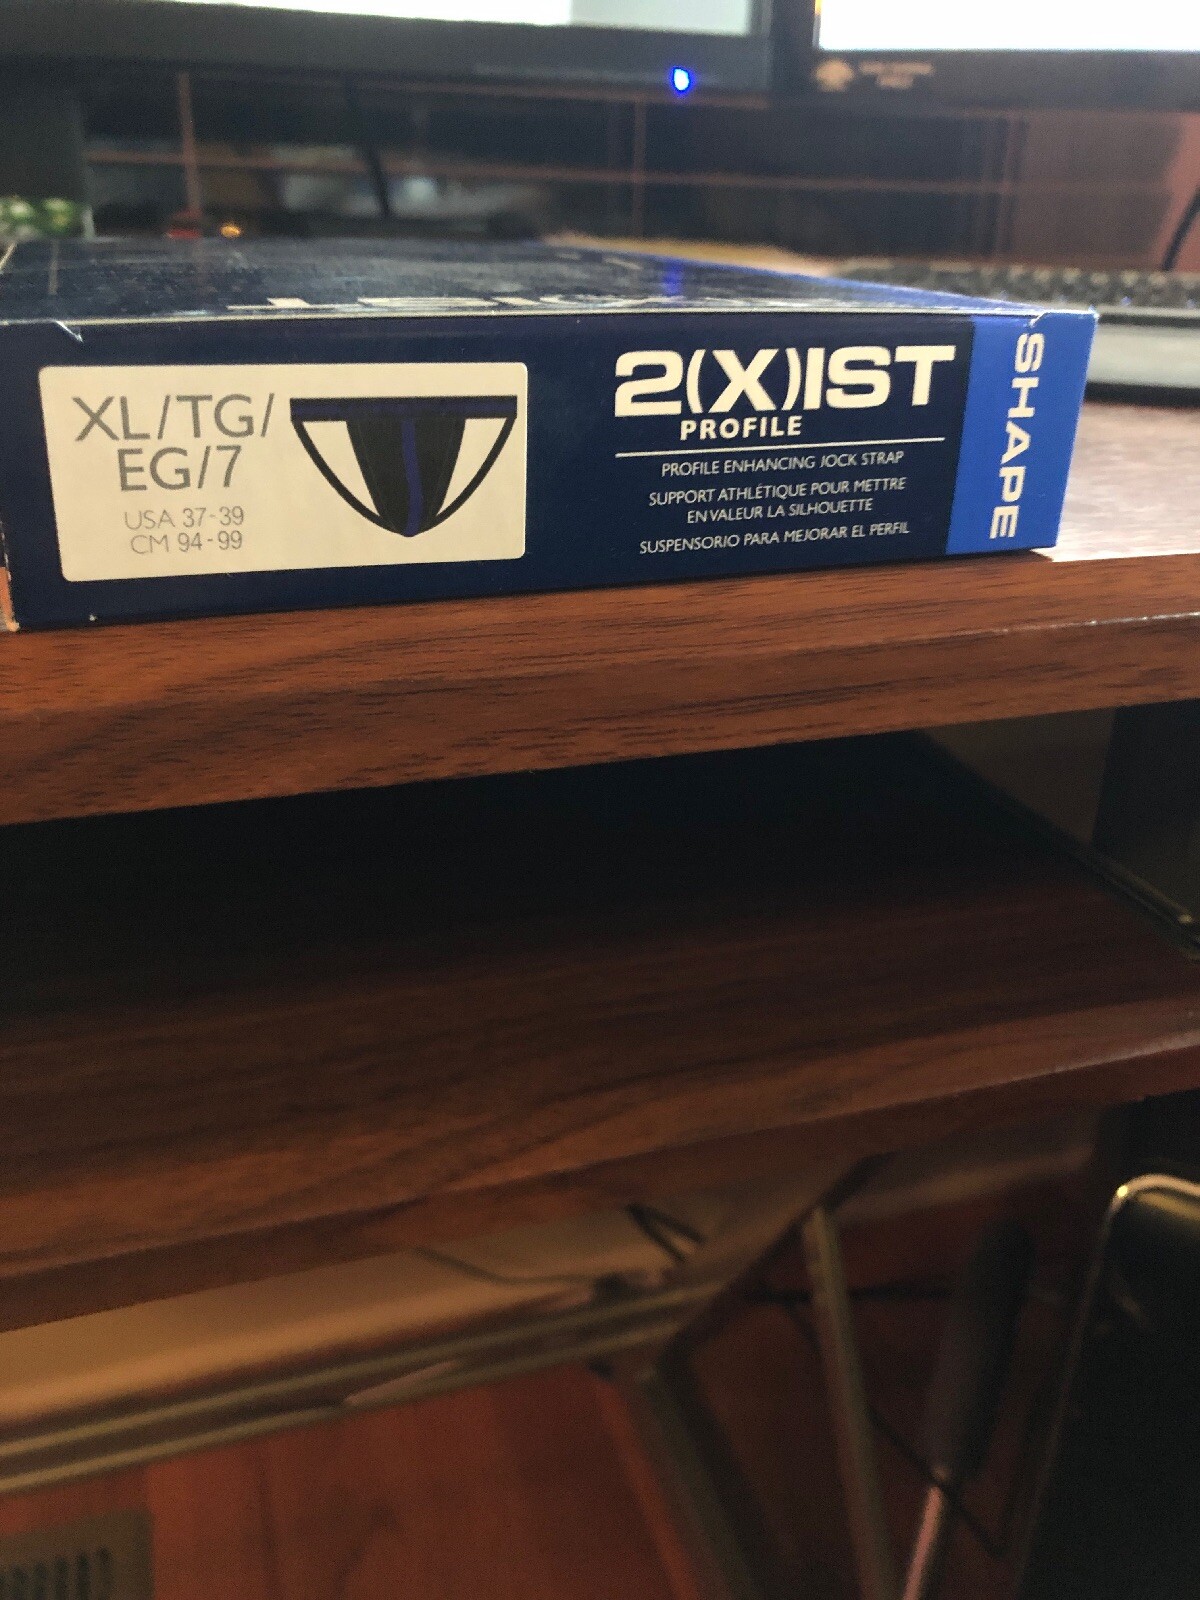 XL/TG/
EG/7
USA 37-39
CM 94-99
2(X)IST
PROFILE
PROFILE ENHANCING JOCK STRAP
SUPPORT ATHLÉTIQUE POUR METTRE
EN VALEUR LA SILHOUETTE
SUSPENSORIO PARA MEJORAR EL PERFIL
SHAPE